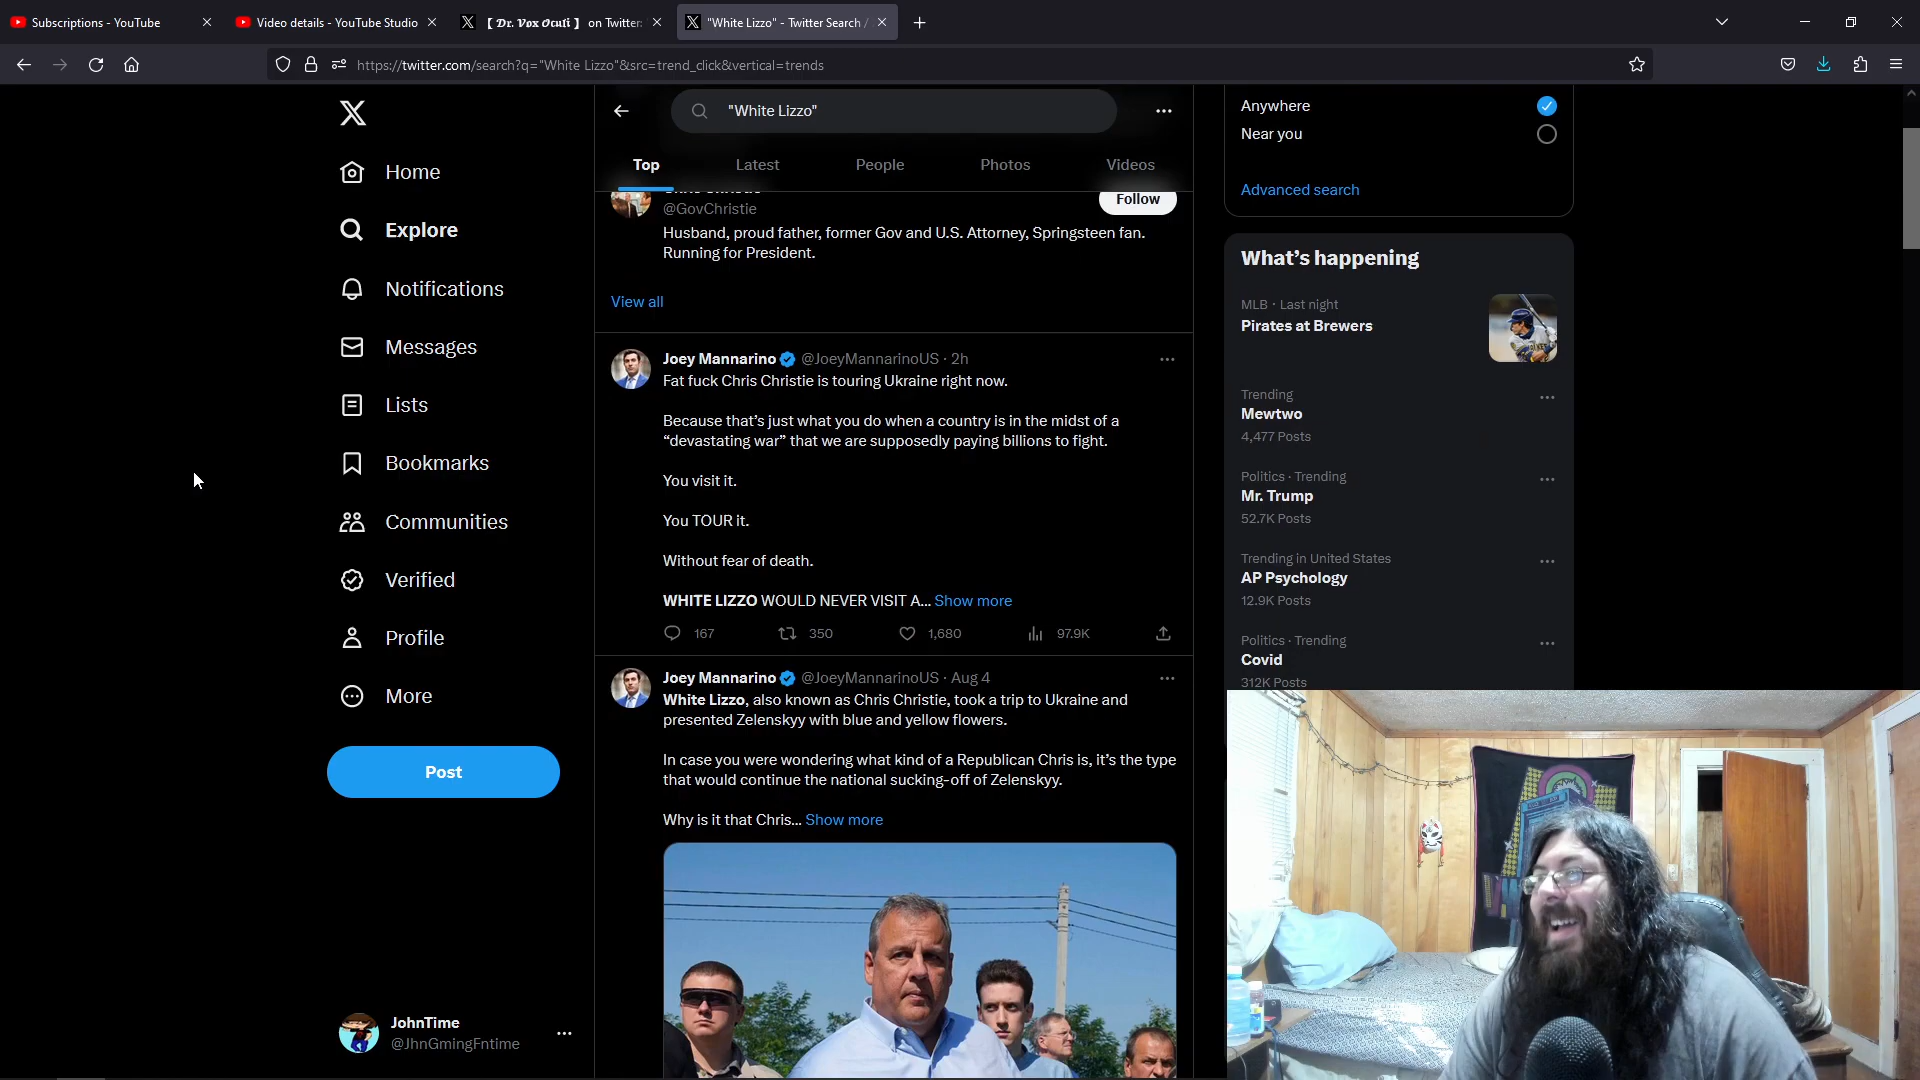 Subscriptions - YouTube
Video details - YouTube Studio
【 𝓓𝓻. 𝓥𝓸𝔁 𝓞𝓬𝓾𝓵𝓲 】 on Twitter:
"White Lizzo" - Twitter Search /
https://twitter.com/search?q="White Lizzo"&src=trend_click&vertical=trends
"White Lizzo"
Top
Latest
People
Photos
Videos
Home
Explore
Notifications
Messages
Lists
Bookmarks
Communities
Verified
Profile
More
Post
JohnTime
@JhnGmingFntime
@GovChristie
Follow
Husband, proud father, former Gov and U.S. Attorney, Springsteen fan.
Running for President.
View all
Joey Mannarino @JoeyMannarinoUS · 2h
Fat fuck Chris Christie is touring Ukraine right now.
Because that’s just what you do when a country is in the midst of a
“devastating war” that we are supposedly paying billions to fight.
You visit it.
You TOUR it.
Without fear of death.
WHITE LIZZO WOULD NEVER VISIT A... Show more
167
350
1,680
97.9K
Joey Mannarino @JoeyMannarinoUS · Aug 4
White Lizzo, also known as Chris Christie, took a trip to Ukraine and
presented Zelenskyy with blue and yellow flowers.
In case you were wondering what kind of a Republican Chris is, it’s the type
that would continue the national sucking-off of Zelenskyy.
Why is it that Chris... Show more
Anywhere
Near you
Advanced search
What’s happening
MLB · Last night
Pirates at Brewers
Trending
Mewtwo
4,477 Posts
Politics · Trending
Mr. Trump
52.7K Posts
Trending in United States
AP Psychology
12.9K Posts
Politics · Trending
Covid
312K Posts